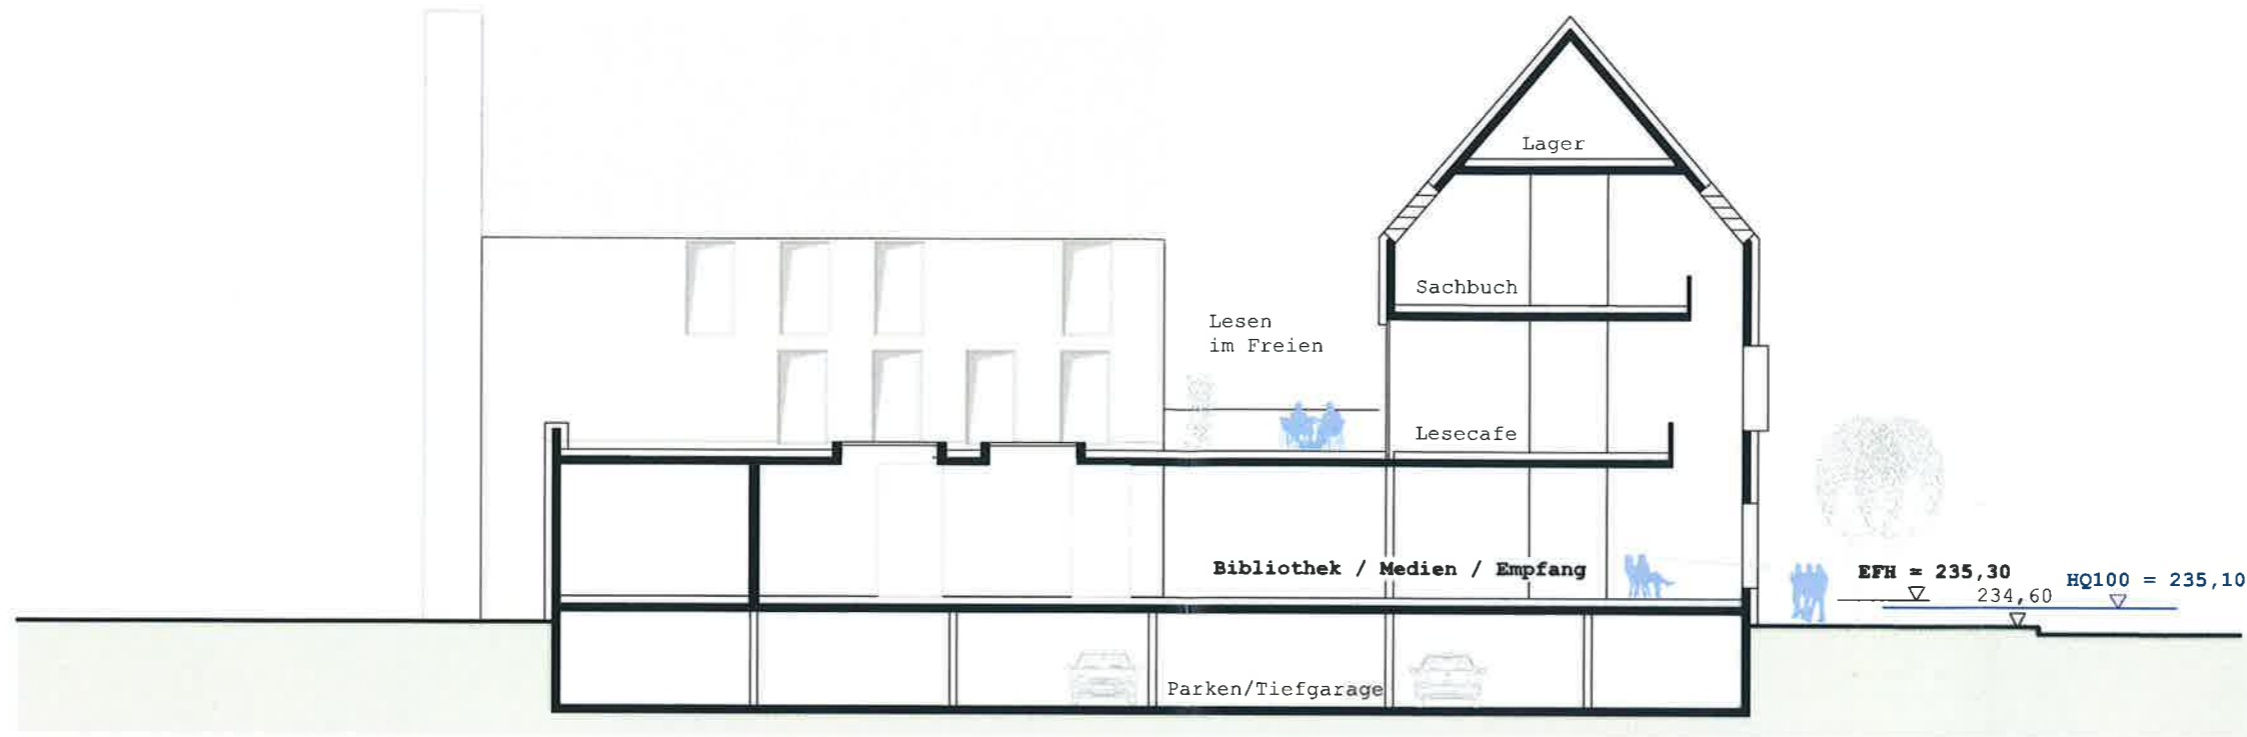 Lager
Sachbuch
Lesen
im Freien
Lesecafe
Bibliothek / Medien / Empfang
EFH = 235,30
HQ100 = 235,10
234,60
Parken/Tiefgarage